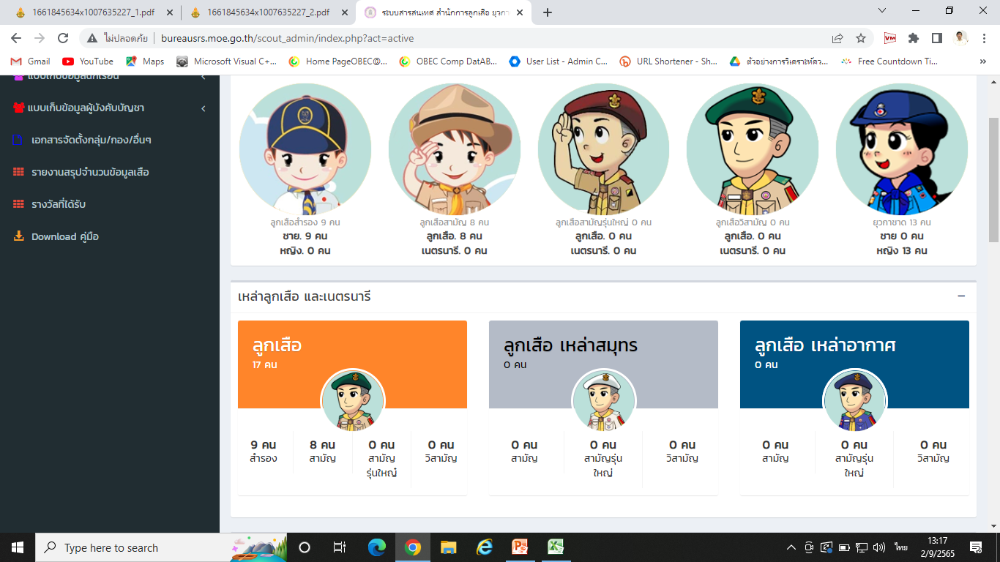 1661845634x1007635227_1.pdf
1661845634x1007635227_2.pdf
ระบบสารสนเทศ สำนักการลูกเสือ ยุวกา
ไม่ปลอดภัย
bureausrs.moe.go.th/scout_admin/index.php?act=active
Gmail
YouTube
Maps
Microsoft Visual C+...
Home PageOBEC@...
OBEC Comp DatAB...
User List - Admin C...
URL Shortener - Sh...
ตัวอย่างการวิเคราะห์คว...
Free Countdown Ti...
»
แบบเก็บข้อมูลนักเรียน
แบบเก็บข้อมูลผู้บังคับบัญชา
เอกสารจัดตั้งกลุ่ม/กอง/อื่นๆ
รายงานสรุปจำนวนข้อมูลเสือ
รางวัลที่ได้รับ
Download คู่มือ
ลูกเสือสำรอง 9 คน
ชาย. 9 คน
หญิง. 0 คน
ลูกเสือสามัญ 8 คน
ลูกเสือ. 8 คน
เนตรนารี. 0 คน
ลูกเสือสามัญรุ่นใหญ่ 0 คน
ลูกเสือ. 0 คน
เนตรนารี. 0 คน
ลูกเสือวิสามัญ 0 คน
ลูกเสือ. 0 คน
เนตรนารี. 0 คน
ยุวกาชาด 13 คน
ชาย 0 คน
หญิง 13 คน
เหล่าลูกเสือ และเนตรนารี
ลูกเสือ
17 คน
9 คน
สำรอง
8 คน
สามัญ
0 คน
สามัญ
รุ่นใหญ่
0 คน
วิสามัญ
ลูกเสือ เหล่าสมุทร
0 คน
0 คน
สามัญ
0 คน
สามัญรุ่น
ใหญ่
0 คน
วิสามัญ
ลูกเสือ เหล่าอากาศ
0 คน
0 คน
สามัญ
0 คน
สามัญรุ่น
ใหญ่
0 คน
วิสามัญ
Type here to search
ไทย
13:17
2/9/2565